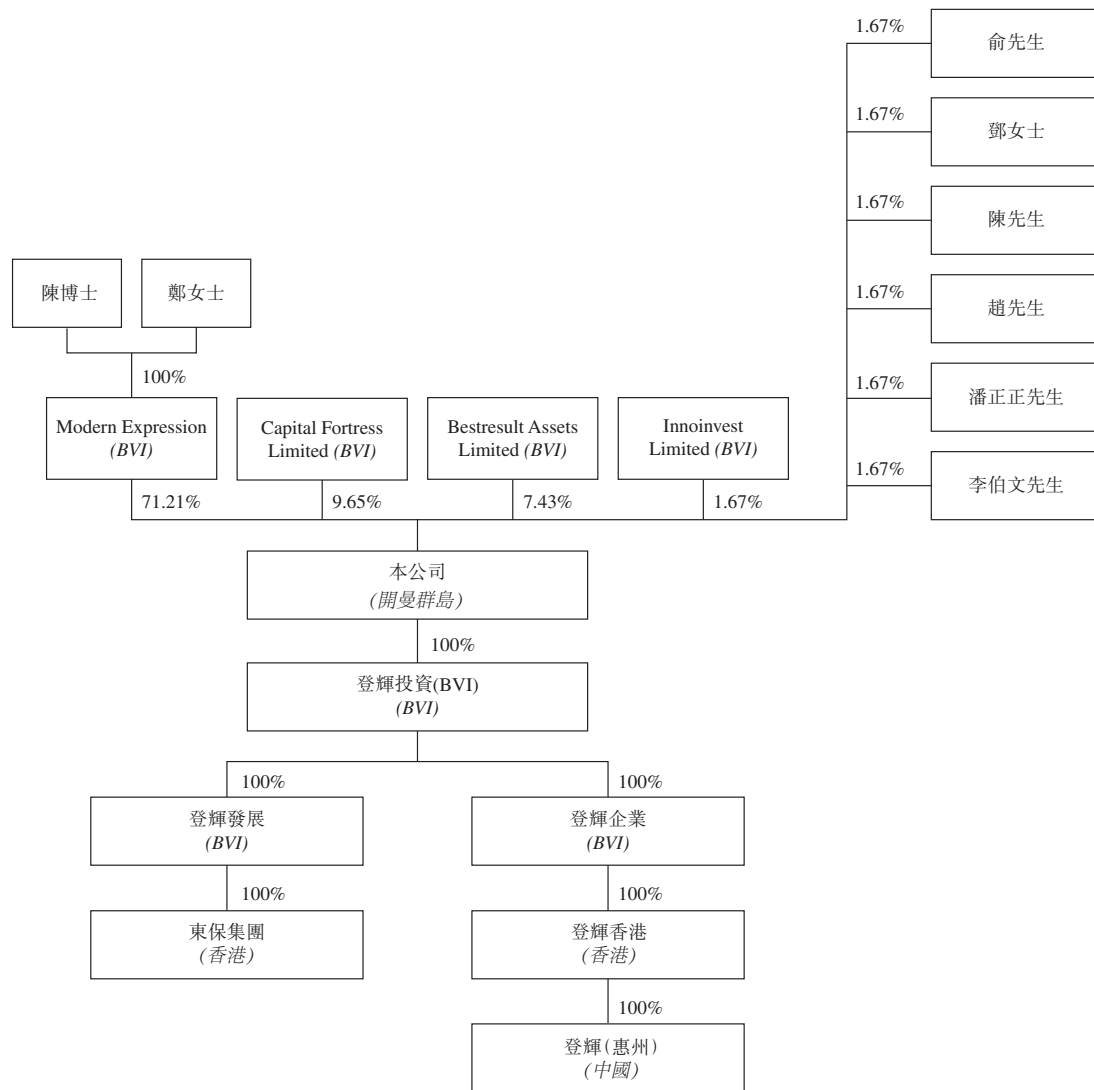 1.67%
俞先生
1.67%
鄧女士
1.67%
陳先生
陳博士
鄭女士
1.67%
趙先生
100%
1.67%
潘正正先生
Modern Expression
(BVI)
Capital Fortress
Limited (BVI)
Bestresult Assets
Limited (BVI)
Innoinvest
Limited (BVI)
1.67%
李伯文先生
71.21%
9.65%
7.43%
1.67%
本公司
(開曼群島)
100%
登輝投資(BVI)
(BVI)
100%
100%
登輝發展
(BVI)
登輝企業
(BVI)
100%
100%
東保集團
(香港)
登輝香港
(香港)
100%
登輝(惠州)
(中國)